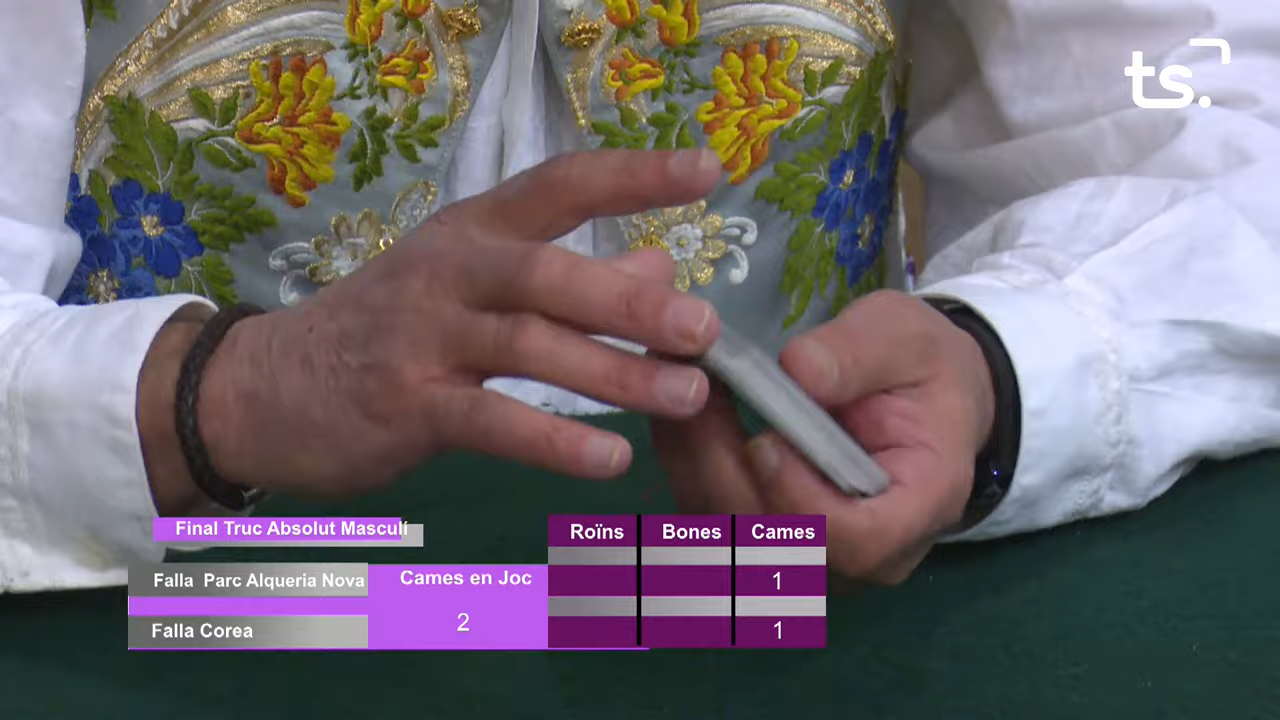 ts.
Final Truc Absolut Masculí
Roïns Bones Cames
Falla Parc Alqueria Nova Cames en Joc 1
2
Falla Corea 1